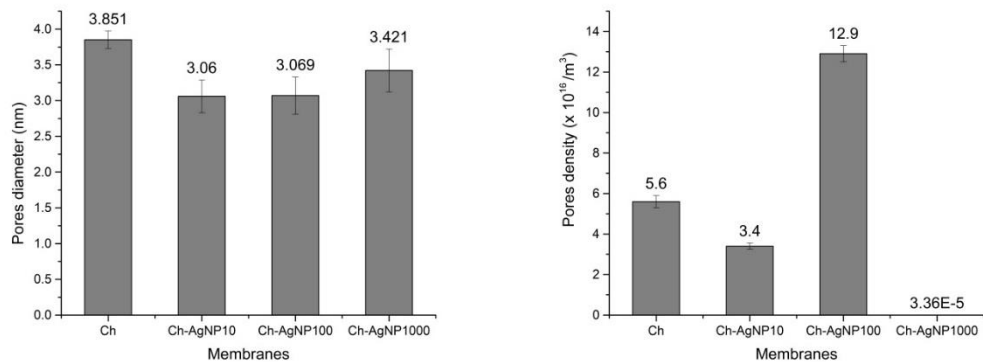 3.851
3.06
3.069
3.421
4.0
3.5
3.0
2.5
2.0
1.5
1.0
0.5
0.0
Pores diameter (nm)
Ch
Ch-AgNP10
Ch-AgNP100
Ch-AgNP1000
Membranes
5.6
3.4
12.9
3.36E-5
14
12
10
8
6
4
2
0
Pores density (x 10¹⁶/m³)
Ch
Ch-AgNP10
Ch-AgNP100
Ch-AgNP1000
Membranes